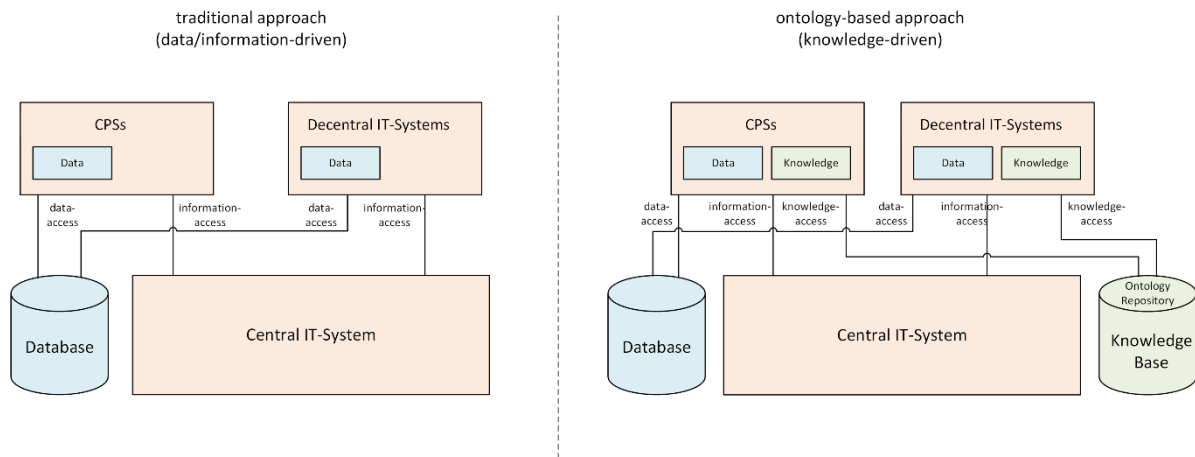 traditional approach
(data/information-driven)
CPSs
Data
Decentral IT-Systems
Data
data-
access
information-
access
data-
access
information-
access
Database
Central IT-System
ontology-based approach
(knowledge-driven)
CPSs
Data
Knowledge
Decentral IT-Systems
Data
Knowledge
data-
access
information-
access
knowledge-
access
data-
access
information-
access
knowledge-
access
Database
Central IT-System
Ontology
Repository
Knowledge
Base